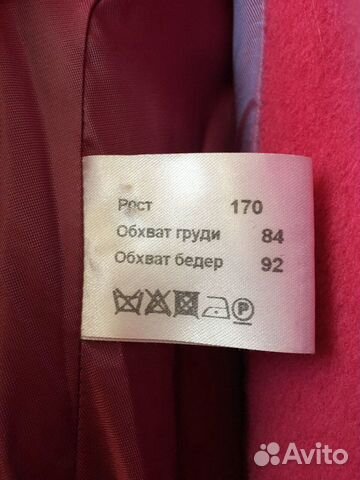 Рост 170
Обхват груди 84
Обхват бедер 92
P
Avito